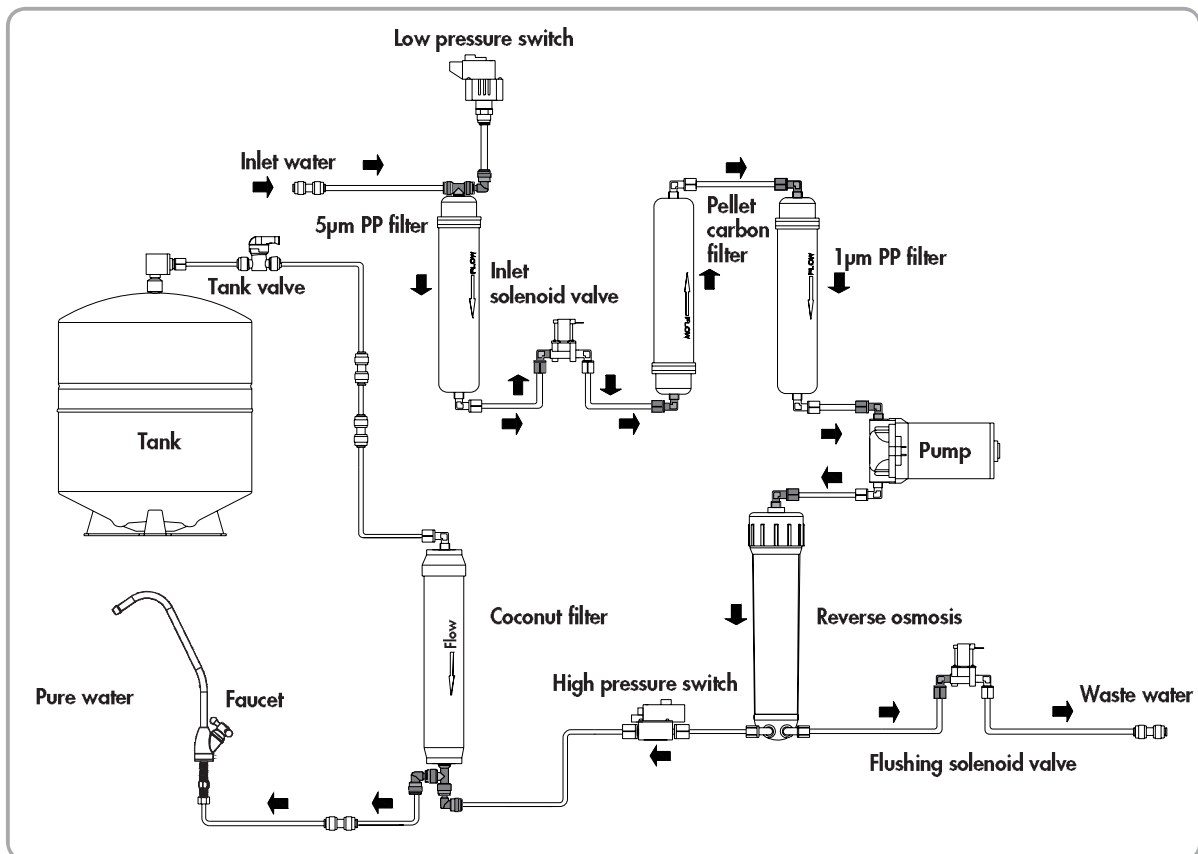 Low pressure switch
Inlet water
5µm PP filter
FLOW
Inlet
solenoid valve
Pellet
carbon
filter
FLOW
1µm PP filter
FLOW
Tank valve
Tank
Pump
Coconut filter
Flow
Reverse osmosis
High pressure switch
Pure water
Faucet
Waste water
Flushing solenoid valve